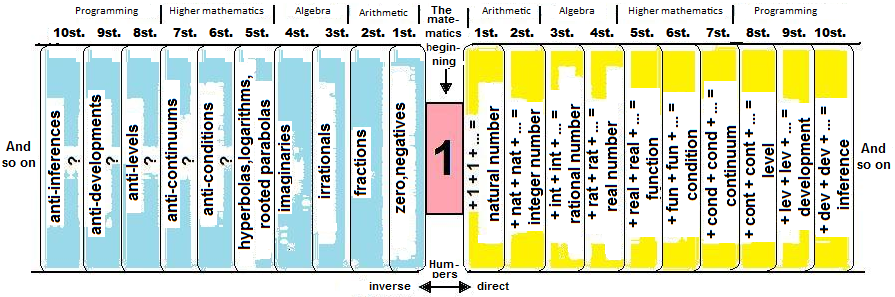 Programming
Higher mathematics
Algebra
Arithmetic
The
mate-
matics
begin-
ning
Arithmetic
Algebra
Higher mathematics
Programming
10st. 9st. 8st. 7st. 6st. 5st. 4st. 3st. 2st. 1st.
1st. 2st. 3st. 4st. 5st. 6st. 7st. 8st. 9st. 10st.
And
so on
anti-inferences
?
anti-developments
?
anti-levels
?
anti-continuums
?
anti-conditions
?
hyperbolas,logarithms,
rooted parabolas
imaginaries
irrationals
fractions
zero,negatives
1
+ 1 + 1 + ... =
natural number
+ nat + nat + ... =
integer number
+ int + int + ... =
rational number
+ rat + rat + ... =
real number
+ real + real + ... =
function
+ fun + fun + ... =
condition
+ cond + cond + ... =
continuum
+ cont + cont + ... =
level
+ lev + lev + ... =
development
+ dev + dev + ... =
inference
And
so on
Hum-
bers
inverse
direct